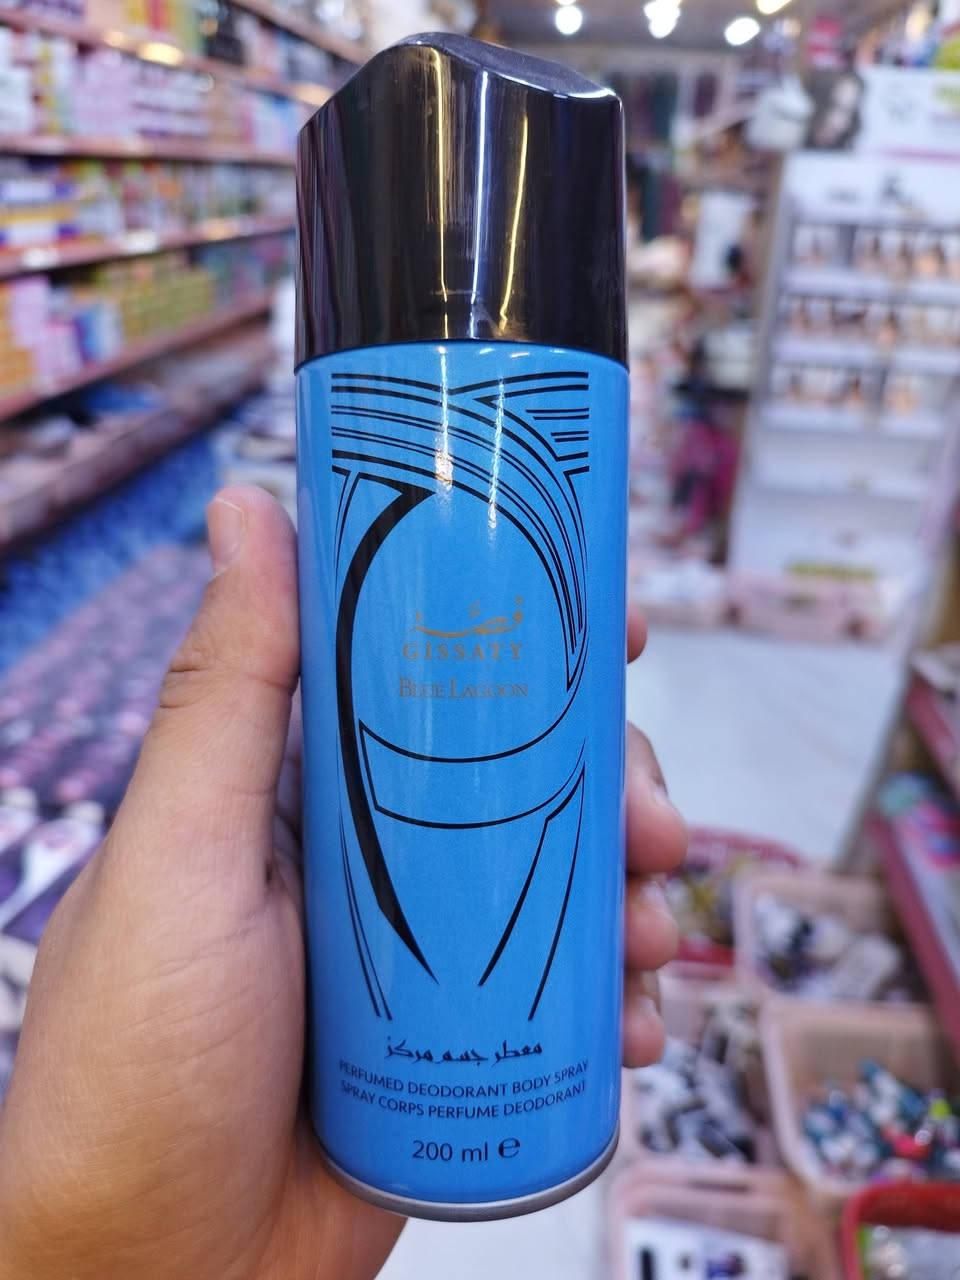 قصتي
GISSATY
BLUE LAGOON
معطر جسم مركز
PERFUMED DEODORANT BODY SPRAY
SPRAY CORPS PERFUME DEODORANT
200 ml ℮